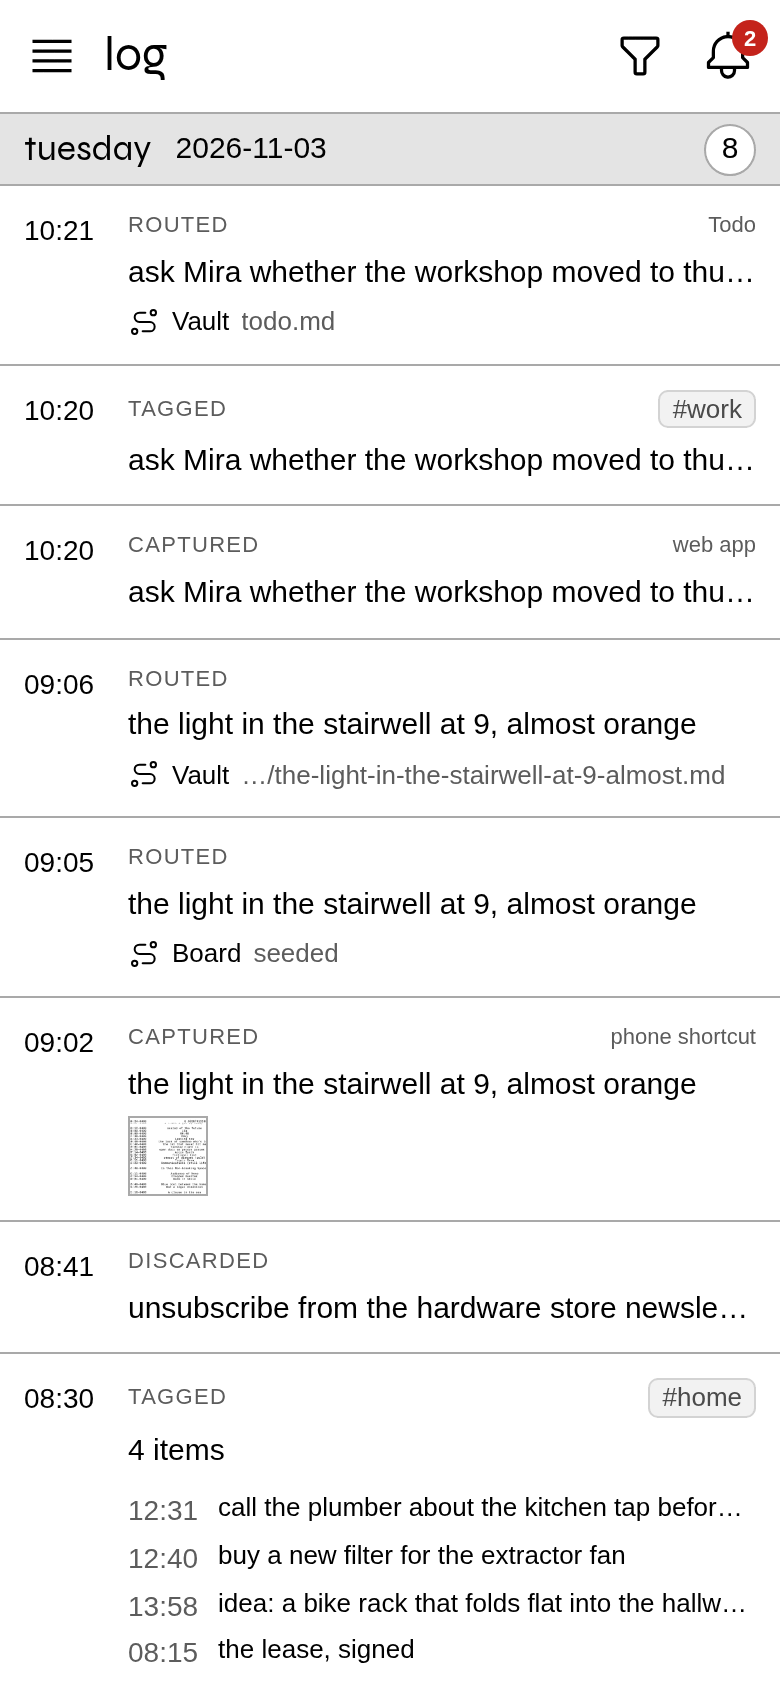 log
2
tuesday 2026-11-03 8
10:21 ROUTED Todo
ask Mira whether the workshop moved to thu…
Vault todo.md
10:20 TAGGED #work
ask Mira whether the workshop moved to thu…
10:20 CAPTURED web app
ask Mira whether the workshop moved to thu…
09:06 ROUTED
the light in the stairwell at 9, almost orange
Vault …/the-light-in-the-stairwell-at-9-almost.md
09:05 ROUTED
the light in the stairwell at 9, almost orange
Board seeded
09:02 CAPTURED phone shortcut
the light in the stairwell at 9, almost orange
08:41 DISCARDED
unsubscribe from the hardware store newsle…
08:30 TAGGED #home
4 items
12:31 call the plumber about the kitchen tap befor…
12:40 buy a new filter for the extractor fan
13:58 idea: a bike rack that folds flat into the hallw…
08:15 the lease, signed